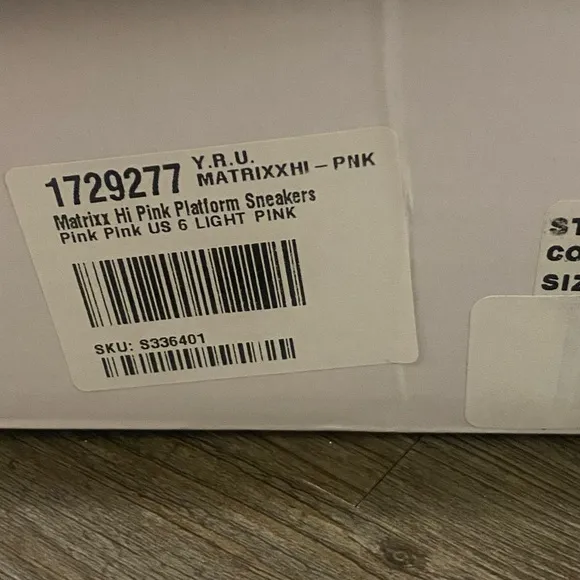 1729277 Y.R.U.
MATRIXXHI-PNK
Matrixx Hi Pink Platform Sneakers
Pink Pink US 6 LIGHT PINK
SKU: S336401
ST
CO
SIZ